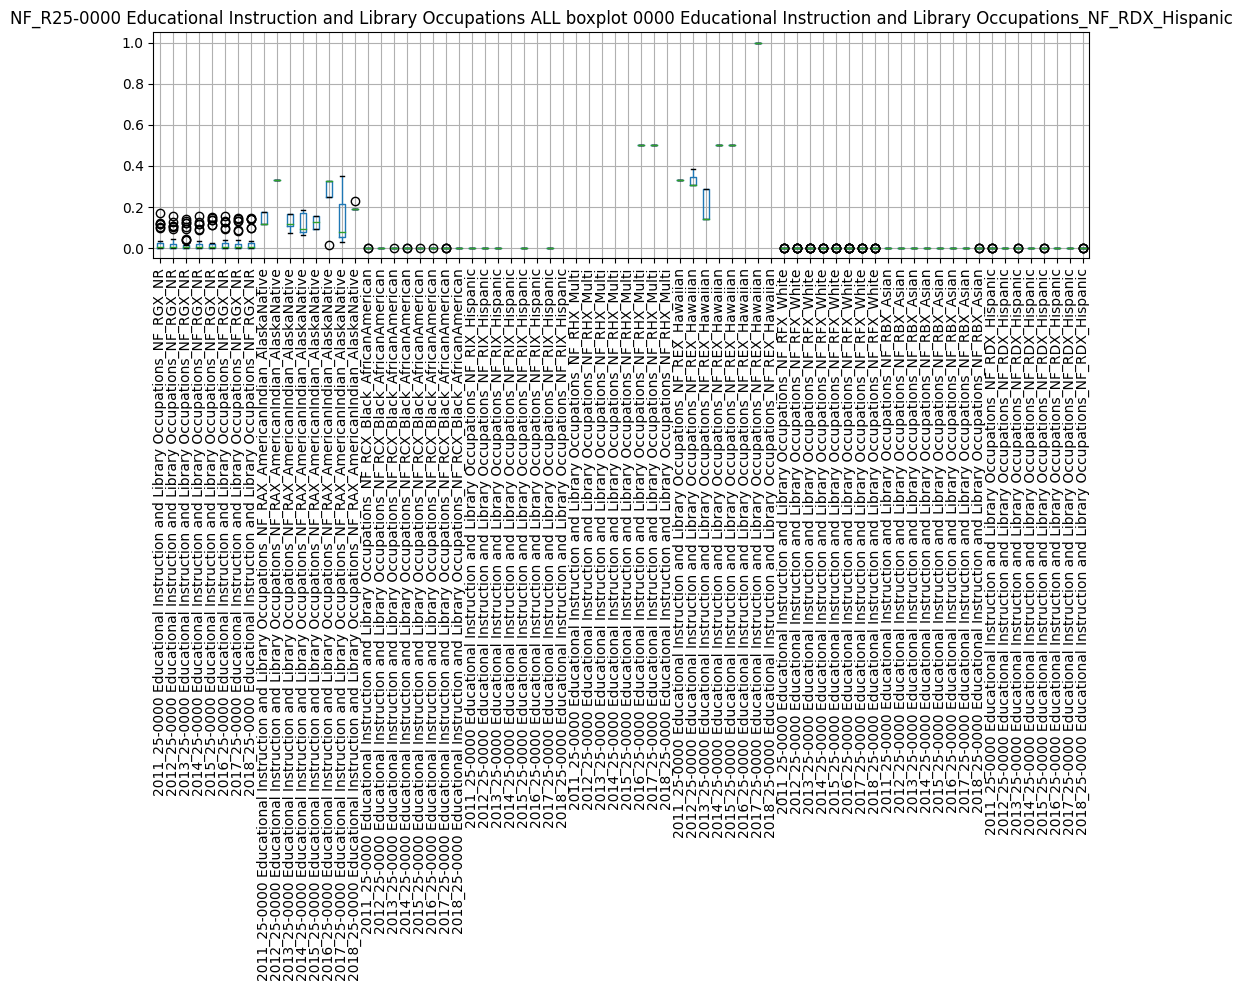 NF_R25-0000 Educational Instruction and Library Occupations ALL boxplot 0000 Educational Instruction and Library Occupations_NF_RDX_Hispanic
1.0
0.8
0.6
0.4
0.2
0.0
2011_25-0000 Educational Instruction and Library Occupations_NF_RGX_NR
2012_25-0000 Educational Instruction and Library Occupations_NF_RGX_NR
2013_25-0000 Educational Instruction and Library Occupations_NF_RGX_NR
2014_25-0000 Educational Instruction and Library Occupations_NF_RGX_NR
2015_25-0000 Educational Instruction and Library Occupations_NF_RGX_NR
2016_25-0000 Educational Instruction and Library Occupations_NF_RGX_NR
2017_25-0000 Educational Instruction and Library Occupations_NF_RGX_NR
2018_25-0000 Educational Instruction and Library Occupations_NF_RGX_NR
2011_25-0000 Educational Instruction and Library Occupations_NF_RAX_AmericanIndian_AlaskaNative
2012_25-0000 Educational Instruction and Library Occupations_NF_RAX_AmericanIndian_AlaskaNative
2013_25-0000 Educational Instruction and Library Occupations_NF_RAX_AmericanIndian_AlaskaNative
2014_25-0000 Educational Instruction and Library Occupations_NF_RAX_AmericanIndian_AlaskaNative
2015_25-0000 Educational Instruction and Library Occupations_NF_RAX_AmericanIndian_AlaskaNative
2016_25-0000 Educational Instruction and Library Occupations_NF_RAX_AmericanIndian_AlaskaNative
2017_25-0000 Educational Instruction and Library Occupations_NF_RAX_AmericanIndian_AlaskaNative
2018_25-0000 Educational Instruction and Library Occupations_NF_RAX_AmericanIndian_AlaskaNative
2011_25-0000 Educational Instruction and Library Occupations_NF_RCX_Black_AfricanAmerican
2012_25-0000 Educational Instruction and Library Occupations_NF_RCX_Black_AfricanAmerican
2013_25-0000 Educational Instruction and Library Occupations_NF_RCX_Black_AfricanAmerican
2014_25-0000 Educational Instruction and Library Occupations_NF_RCX_Black_AfricanAmerican
2015_25-0000 Educational Instruction and Library Occupations_NF_RCX_Black_AfricanAmerican
2016_25-0000 Educational Instruction and Library Occupations_NF_RCX_Black_AfricanAmerican
2017_25-0000 Educational Instruction and Library Occupations_NF_RCX_Black_AfricanAmerican
2018_25-0000 Educational Instruction and Library Occupations_NF_RCX_Black_AfricanAmerican
2011_25-0000 Educational Instruction and Library Occupations_NF_RIX_Hispanic
2012_25-0000 Educational Instruction and Library Occupations_NF_RIX_Hispanic
2013_25-0000 Educational Instruction and Library Occupations_NF_RIX_Hispanic
2014_25-0000 Educational Instruction and Library Occupations_NF_RIX_Hispanic
2015_25-0000 Educational Instruction and Library Occupations_NF_RIX_Hispanic
2016_25-0000 Educational Instruction and Library Occupations_NF_RIX_Hispanic
2017_25-0000 Educational Instruction and Library Occupations_NF_RIX_Hispanic
2018_25-0000 Educational Instruction and Library Occupations_NF_RIX_Hispanic
2011_25-0000 Educational Instruction and Library Occupations_NF_RHX_Multi
2012_25-0000 Educational Instruction and Library Occupations_NF_RHX_Multi
2013_25-0000 Educational Instruction and Library Occupations_NF_RHX_Multi
2014_25-0000 Educational Instruction and Library Occupations_NF_RHX_Multi
2015_25-0000 Educational Instruction and Library Occupations_NF_RHX_Multi
2016_25-0000 Educational Instruction and Library Occupations_NF_RHX_Multi
2017_25-0000 Educational Instruction and Library Occupations_NF_RHX_Multi
2018_25-0000 Educational Instruction and Library Occupations_NF_RHX_Multi
2011_25-0000 Educational Instruction and Library Occupations_NF_REX_Hawaiian
2012_25-0000 Educational Instruction and Library Occupations_NF_REX_Hawaiian
2013_25-0000 Educational Instruction and Library Occupations_NF_REX_Hawaiian
2014_25-0000 Educational Instruction and Library Occupations_NF_REX_Hawaiian
2015_25-0000 Educational Instruction and Library Occupations_NF_REX_Hawaiian
2016_25-0000 Educational Instruction and Library Occupations_NF_REX_Hawaiian
2017_25-0000 Educational Instruction and Library Occupations_NF_REX_Hawaiian
2018_25-0000 Educational Instruction and Library Occupations_NF_REX_Hawaiian
2011_25-0000 Educational Instruction and Library Occupations_NF_RFX_White
2012_25-0000 Educational Instruction and Library Occupations_NF_RFX_White
2013_25-0000 Educational Instruction and Library Occupations_NF_RFX_White
2014_25-0000 Educational Instruction and Library Occupations_NF_RFX_White
2015_25-0000 Educational Instruction and Library Occupations_NF_RFX_White
2016_25-0000 Educational Instruction and Library Occupations_NF_RFX_White
2017_25-0000 Educational Instruction and Library Occupations_NF_RFX_White
2018_25-0000 Educational Instruction and Library Occupations_NF_RFX_White
2011_25-0000 Educational Instruction and Library Occupations_NF_RBX_Asian
2012_25-0000 Educational Instruction and Library Occupations_NF_RBX_Asian
2013_25-0000 Educational Instruction and Library Occupations_NF_RBX_Asian
2014_25-0000 Educational Instruction and Library Occupations_NF_RBX_Asian
2015_25-0000 Educational Instruction and Library Occupations_NF_RBX_Asian
2016_25-0000 Educational Instruction and Library Occupations_NF_RBX_Asian
2017_25-0000 Educational Instruction and Library Occupations_NF_RBX_Asian
2018_25-0000 Educational Instruction and Library Occupations_NF_RBX_Asian
2011_25-0000 Educational Instruction and Library Occupations_NF_RDX_Hispanic
2012_25-0000 Educational Instruction and Library Occupations_NF_RDX_Hispanic
2013_25-0000 Educational Instruction and Library Occupations_NF_RDX_Hispanic
2014_25-0000 Educational Instruction and Library Occupations_NF_RDX_Hispanic
2015_25-0000 Educational Instruction and Library Occupations_NF_RDX_Hispanic
2016_25-0000 Educational Instruction and Library Occupations_NF_RDX_Hispanic
2017_25-0000 Educational Instruction and Library Occupations_NF_RDX_Hispanic
2018_25-0000 Educational Instruction and Library Occupations_NF_RDX_Hispanic